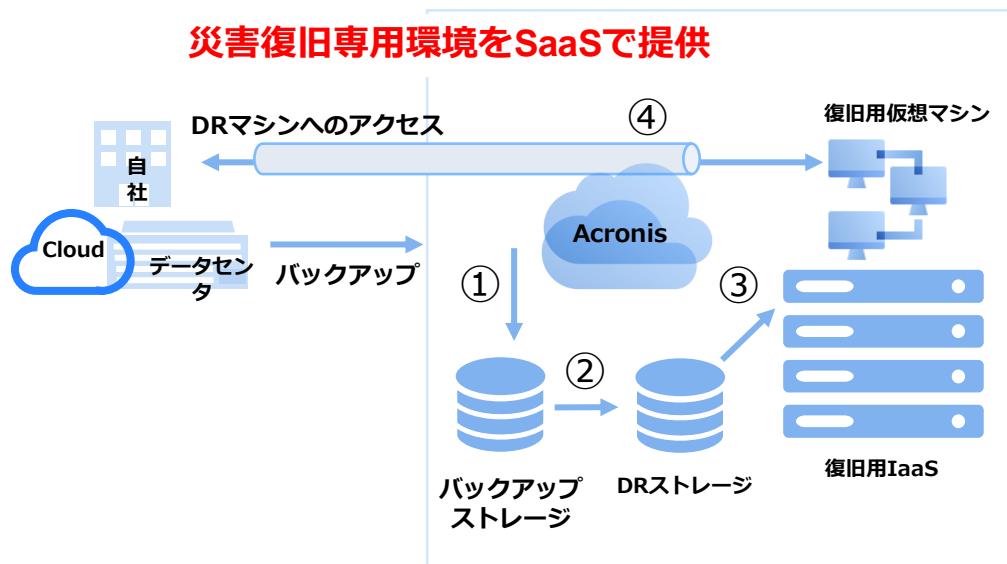 災害復旧専用環境をSaaSで提供
DRマシンへのアクセス
④
復旧用仮想マシン
自
社
Cloud
データセン
タ
バックアップ
Acronis
①
②
③
バックアップ
ストレージ
DRストレージ
復旧用IaaS